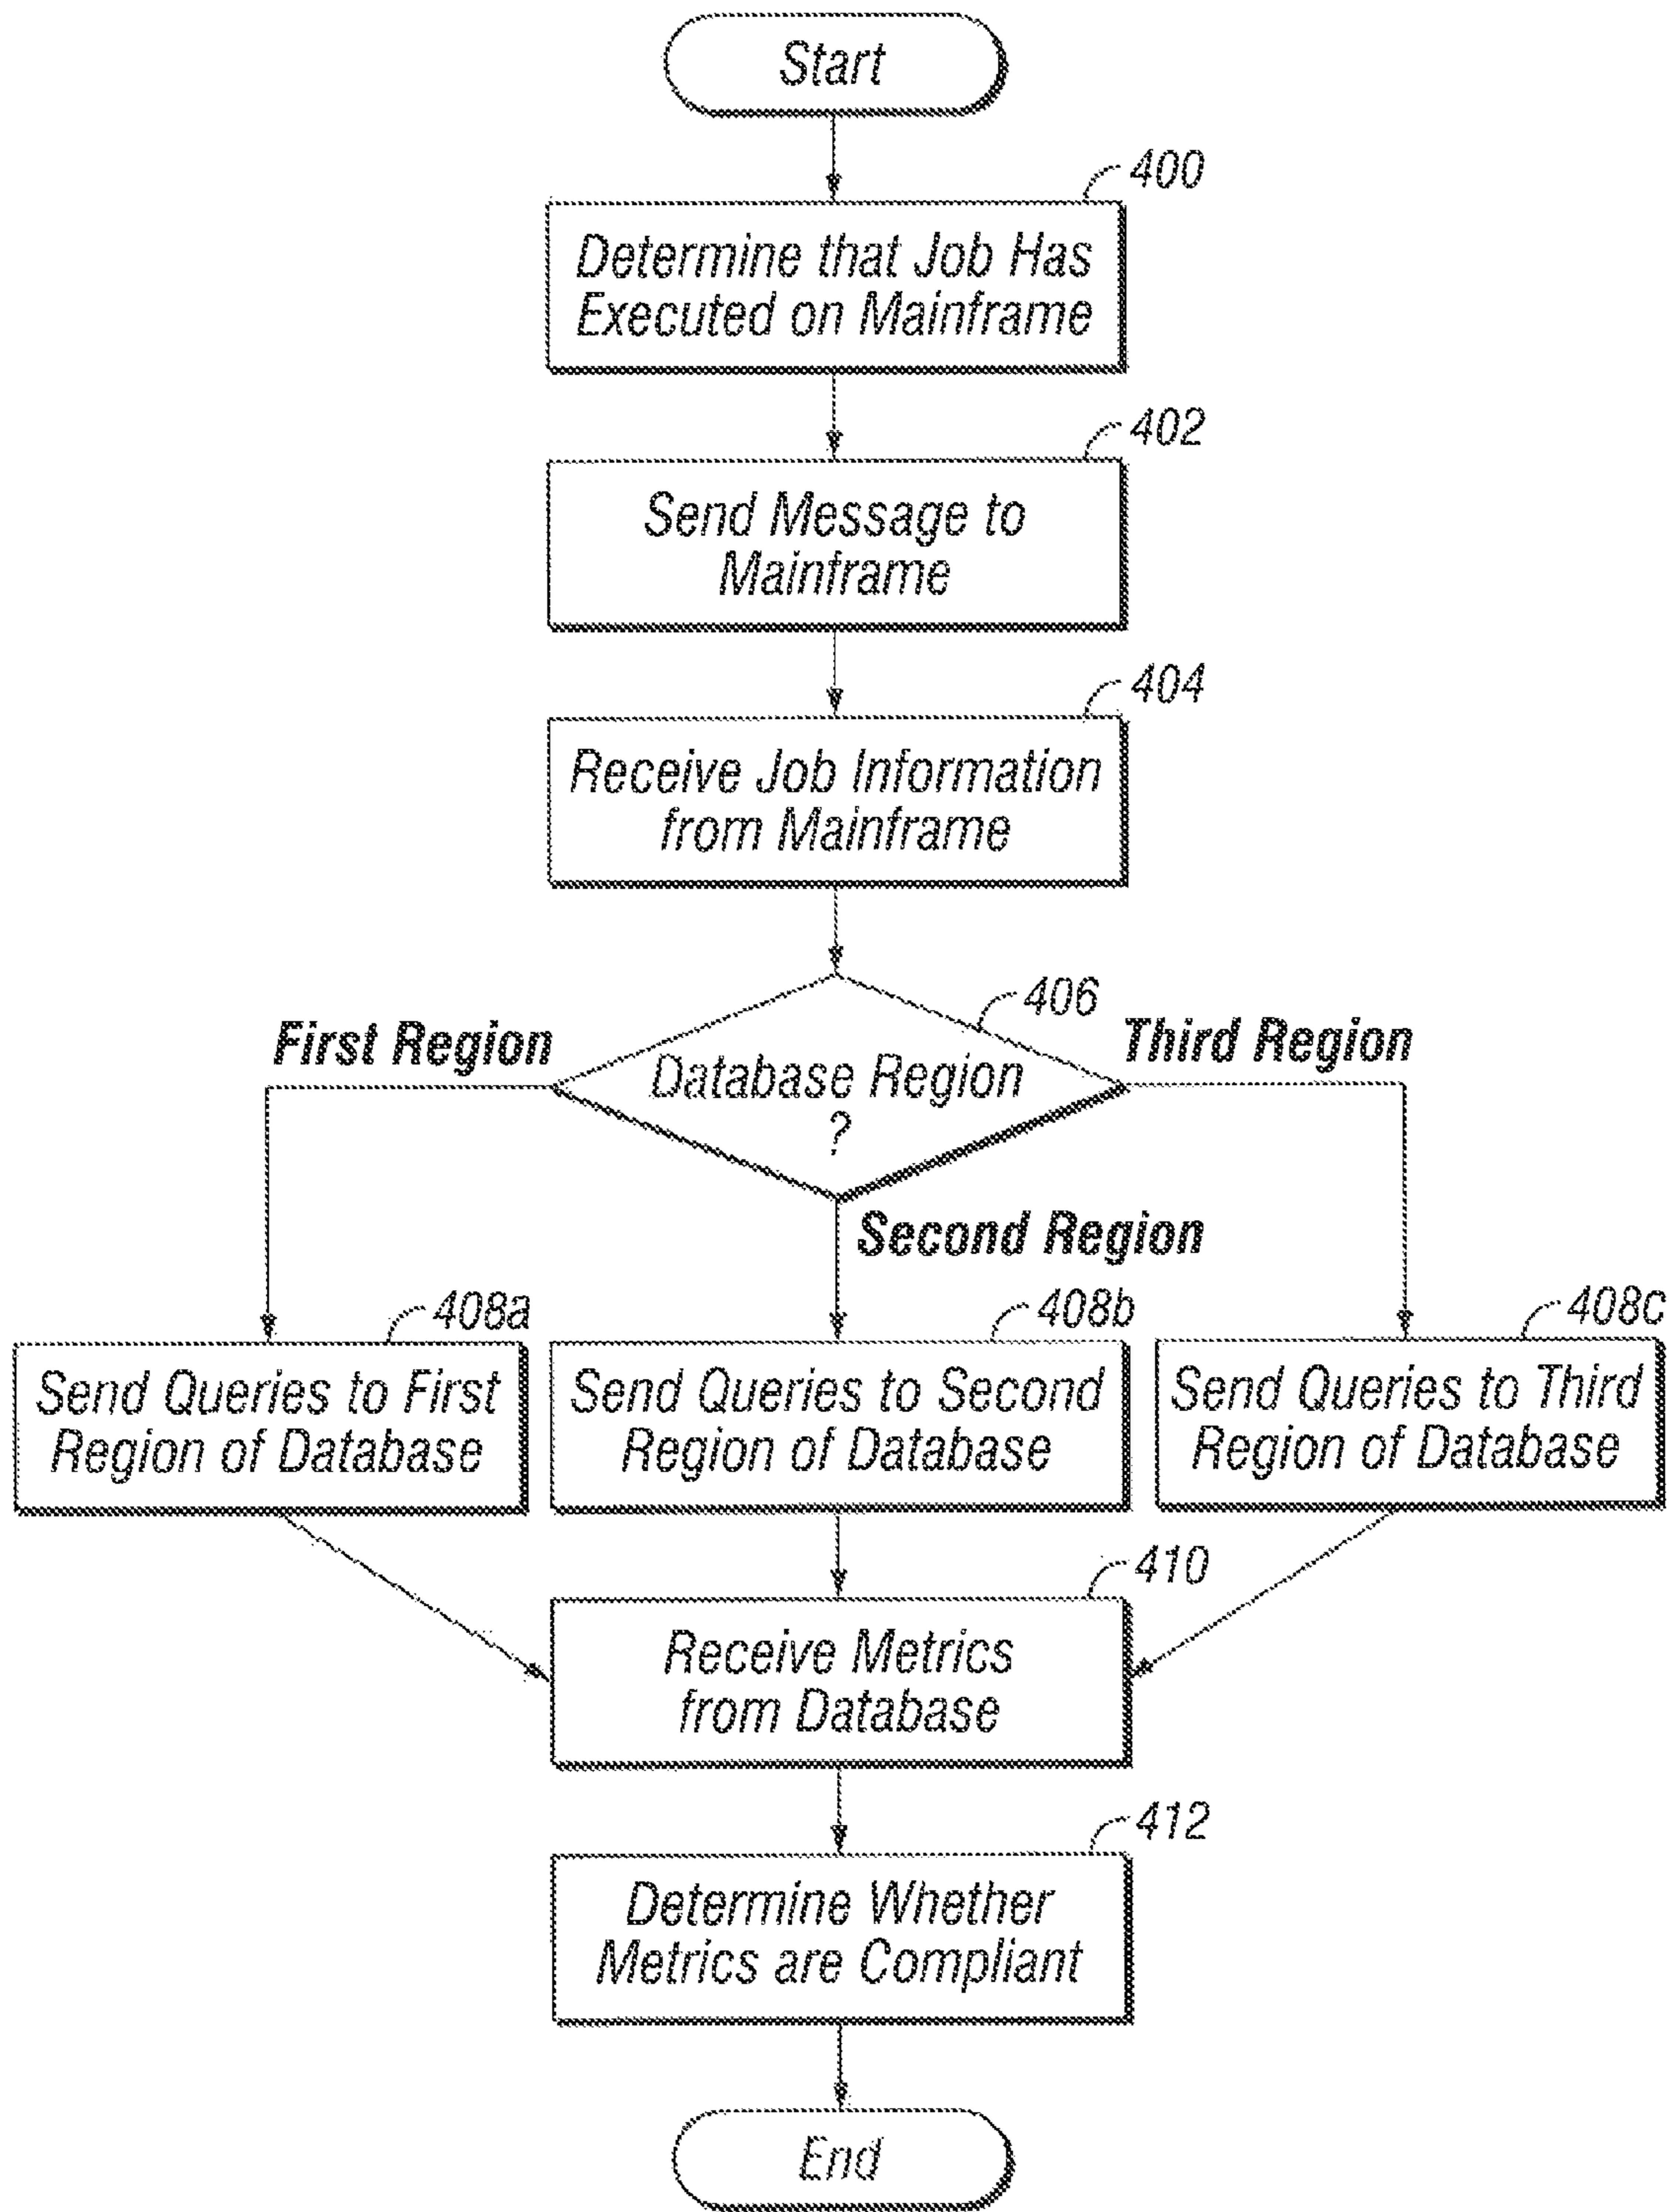 Start
400
Determine that Job Has
Executed on Mainframe
402
Send Message to
Mainframe
404
Receive Job Information
from Mainframe
406
First Region
Third Region
Database Region
?
Second Region
408a
408b
408c
Send Queries to First
Region of Database
Send Queries to Second
Region of Database
Send Queries to Third
Region of Database
410
Receive Metrics
from Database
412
Determine Whether
Metrics are Compliant
End